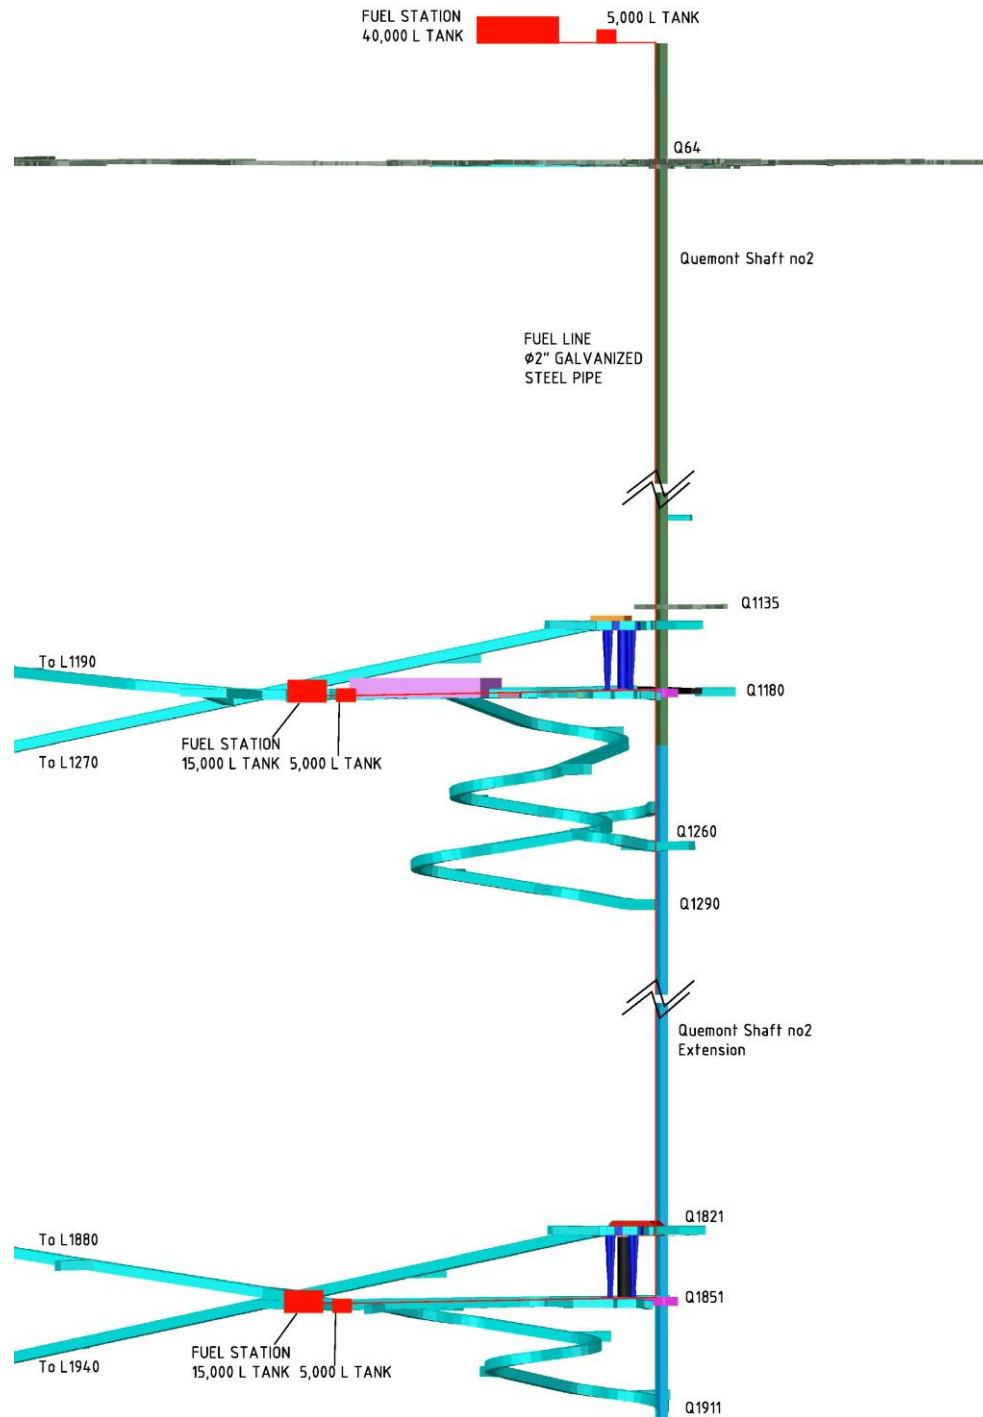 FUEL STATION
40,000 L TANK
5,000 L TANK
Q64
Quemont Shaft no2
FUEL LINE
Ø2" GALVANIZED
STEEL PIPE
Q1135
To L1190
Q1180
FUEL STATION
15,000 L TANK
5,000 L TANK
To L1270
Q1260
Q1290
Quemont Shaft no2
Extension
Q1821
To L1880
Q1851
FUEL STATION
15,000 L TANK
5,000 L TANK
To L1940
Q1911